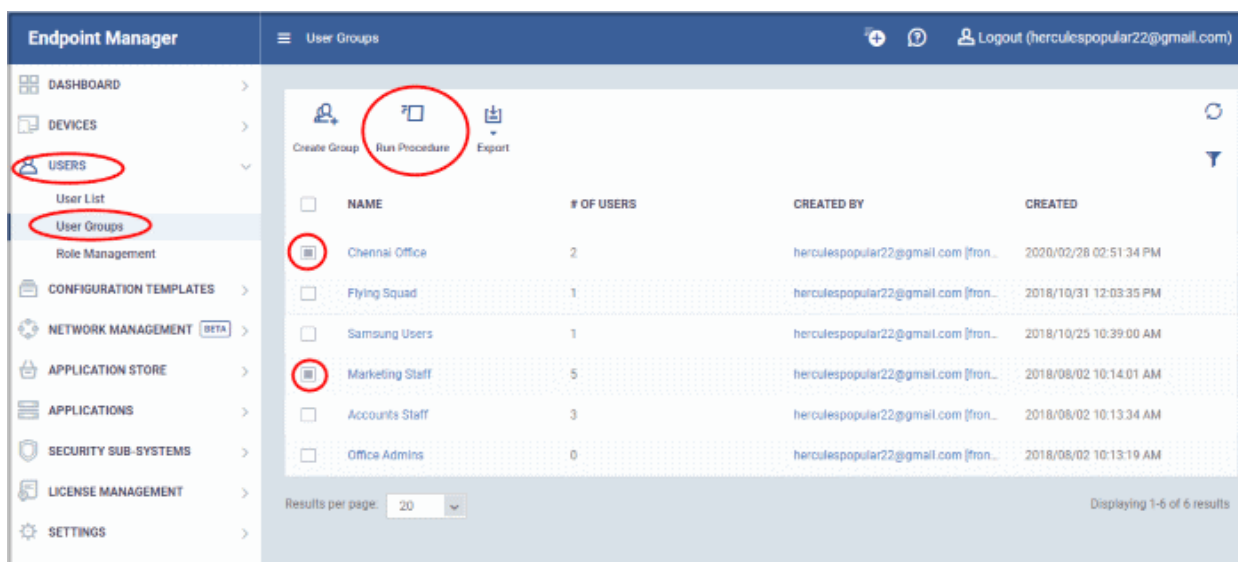 Endpoint Manager
User Groups
Logout (herculespopular22@gmail.com)
DASHBOARD
DEVICES
USERS
User List
User Groups
Role Management
CONFIGURATION TEMPLATES
NETWORK MANAGEMENT BETA
APPLICATION STORE
APPLICATIONS
SECURITY SUB-SYSTEMS
LICENSE MANAGEMENT
SETTINGS
Create Group Run Procedure Export
NAME # OF USERS CREATED BY CREATED
Chennai Office 2 herculespopular22@gmail.com [fron... 2020/02/28 02:51:34 PM
Flying Squad 1 herculespopular22@gmail.com [fron... 2018/10/31 12:03:35 PM
Samsung Users 1 herculespopular22@gmail.com [fron... 2018/10/25 10:39:00 AM
Marketing Staff 5 herculespopular22@gmail.com [fron... 2018/08/02 10:14:01 AM
Accounts Staff 3 herculespopular22@gmail.com [fron... 2018/08/02 10:13:34 AM
Office Admins 0 herculespopular22@gmail.com [fron... 2018/08/02 10:13:19 AM
Results per page: 20 Displaying 1-6 of 6 results